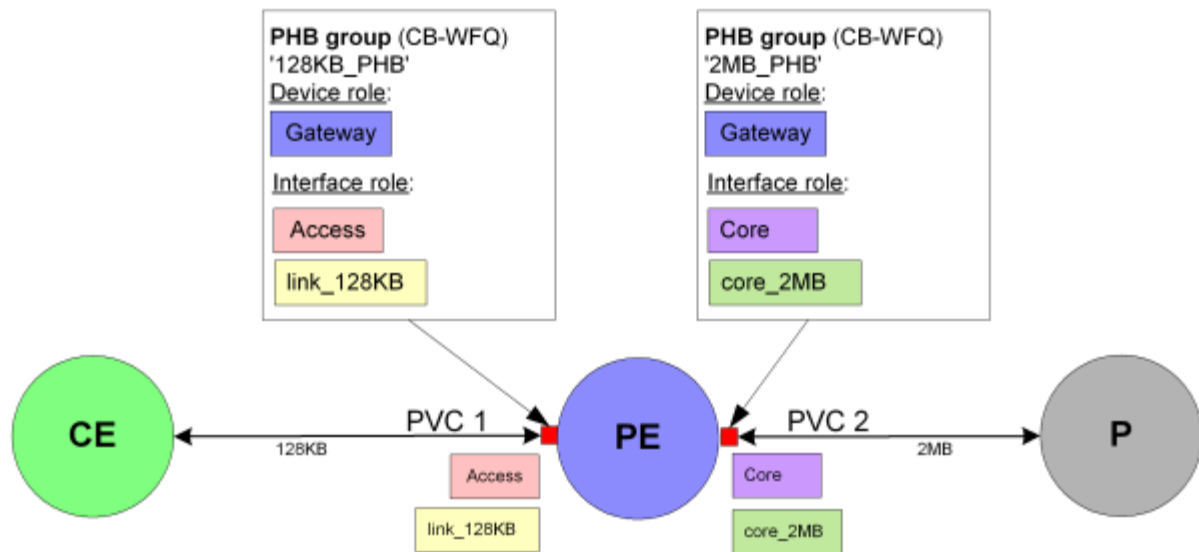 PHB group (CB-WFQ)
'128KB_PHB'
Device role:
Gateway
Interface role:
Access
link_128KB
PHB group (CB-WFQ)
'2MB_PHB'
Device role:
Gateway
Interface role:
Core
core_2MB
CE
PVC 1
128KB
PE
PVC 2
2MB
P
Access
link_128KB
Core
core_2MB